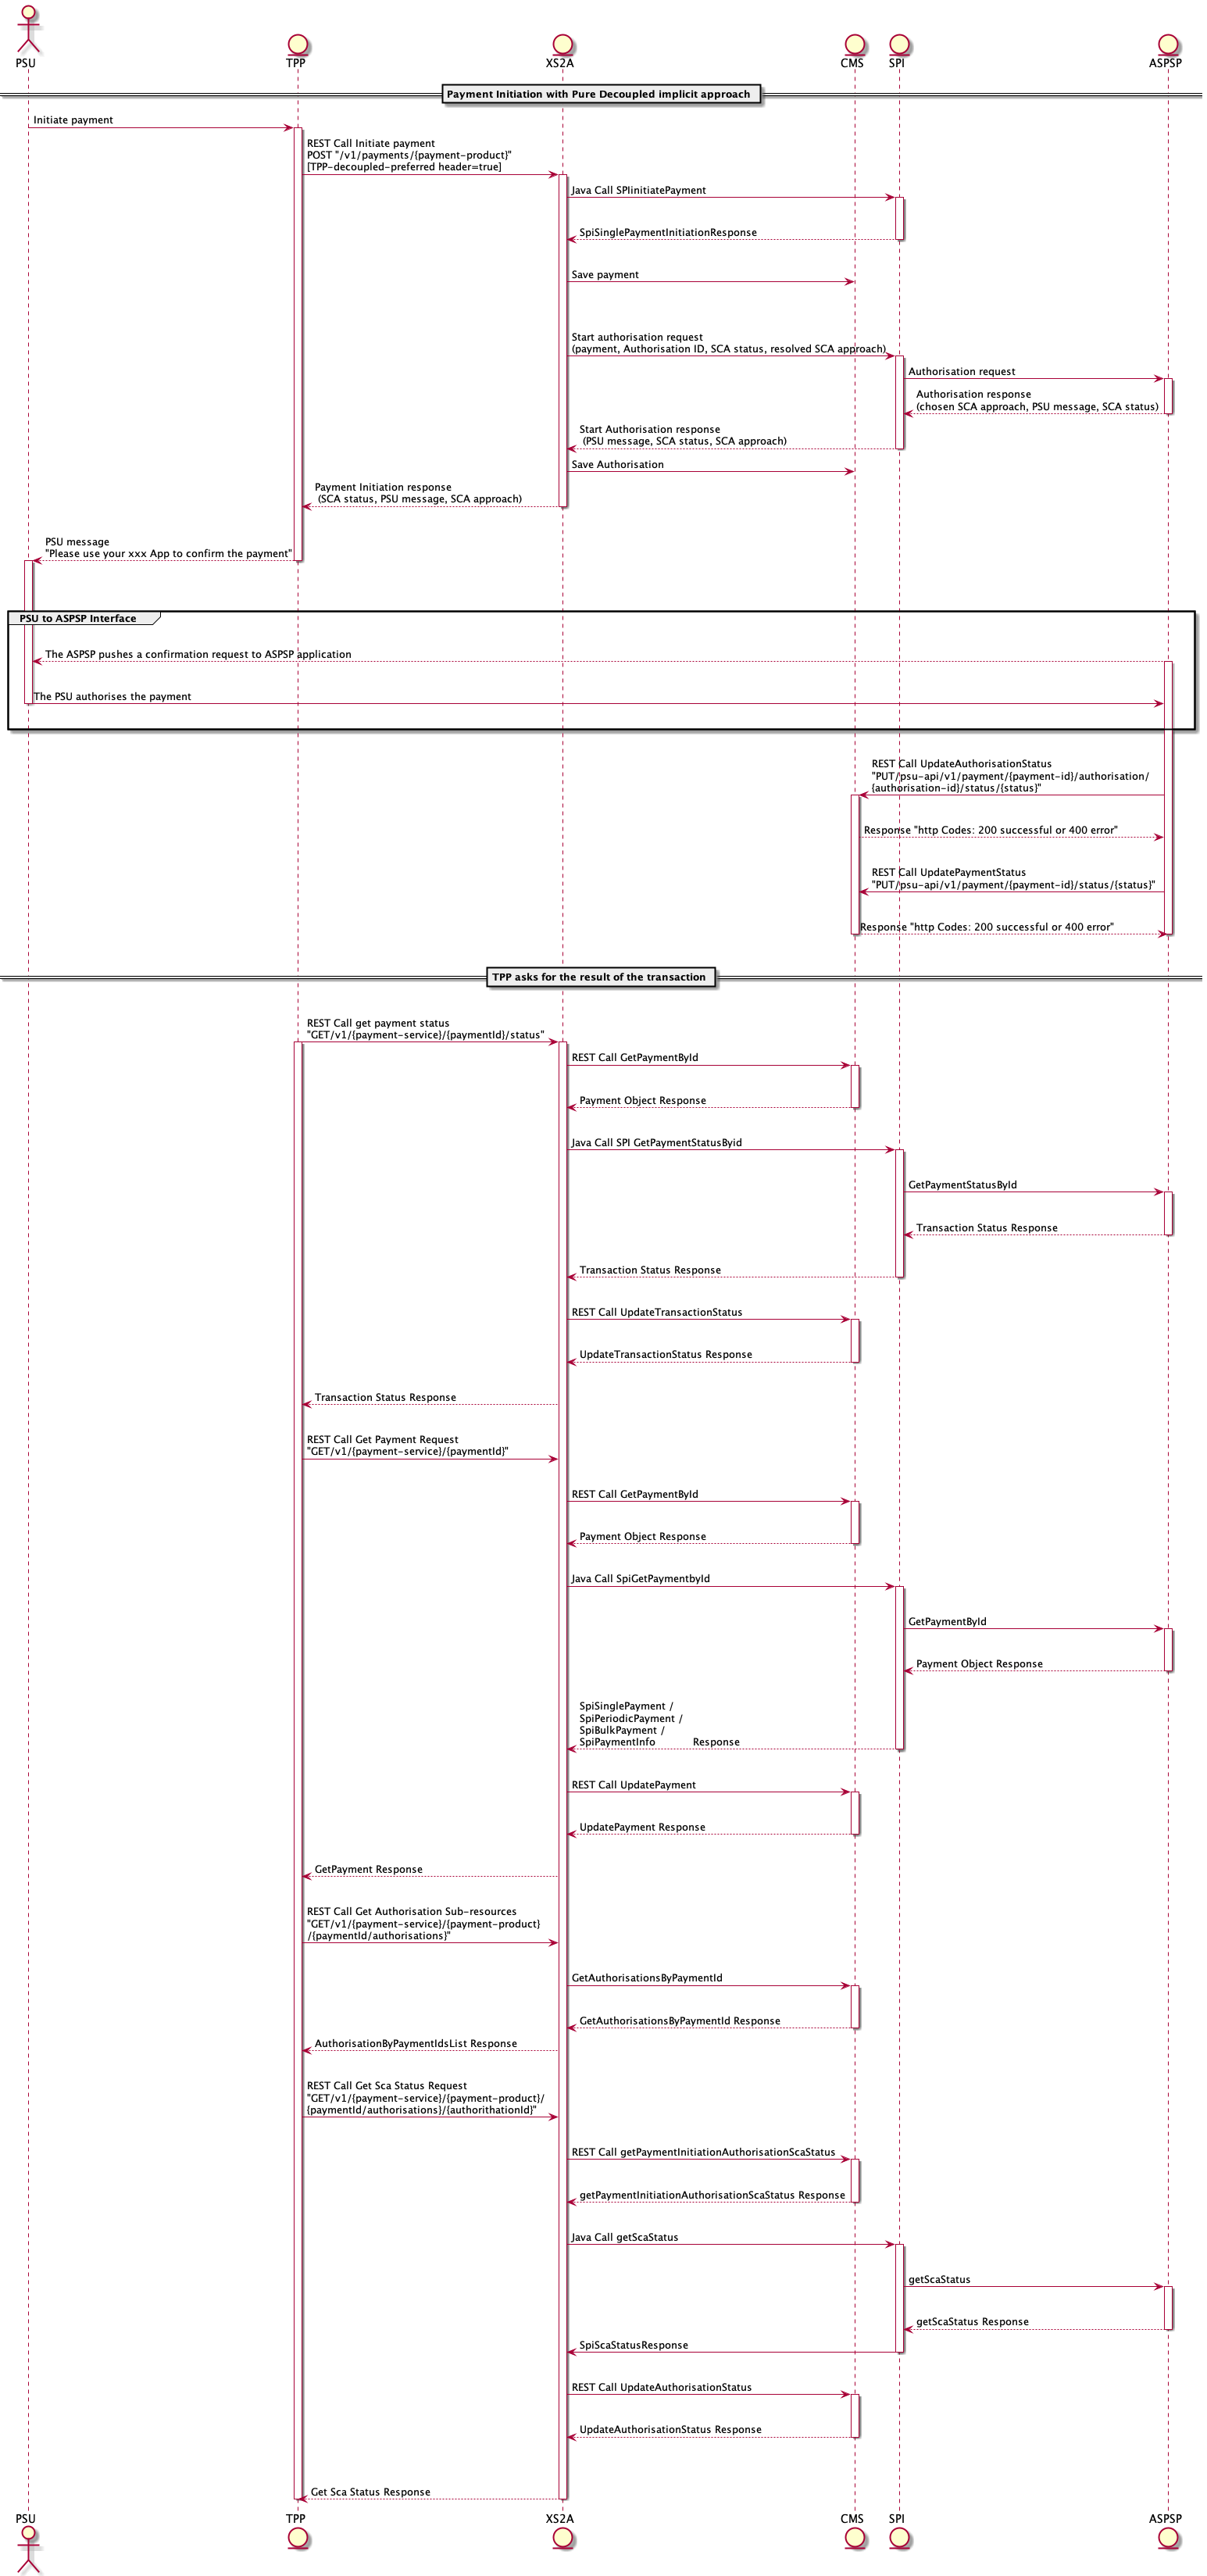 PSU
TPP
XS2A
CMS
SPI
ASPSP
Payment Initiation with Pure Decoupled implicit approach
Initiate payment
REST Call Initiate payment
POST "/v1/payments/{payment-product}"
[TPP-decoupled-preferred header=true]
Java Call SPIinitiatePayment
SpiSinglePaymentInitiationResponse
Save payment
Start authorisation request
(payment, Authorisation ID, SCA status, resolved SCA approach)
Authorisation request
Authorisation response
(chosen SCA approach, PSU message, SCA status)
Start Authorisation response
(PSU message, SCA status, SCA approach)
Save Authorisation
Payment Initiation response
(SCA status, PSU message, SCA approach)
PSU message
"Please use your xxx App to confirm the payment"
PSU to ASPSP Interface
The ASPSP pushes a confirmation request to ASPSP application
The PSU authorises the payment
REST Call UpdateAuthorisationStatus
"PUT/psu-api/v1/payment/{payment-id}/authorisation/
{authorisation-id}/status/{status}"
Response "http Codes: 200 successful or 400 error"
REST Call UpdatePaymentStatus
"PUT/psu-api/v1/payment/{payment-id}/status/{status}"
Response "http Codes: 200 successful or 400 error"
TPP asks for the result of the transaction
REST Call get payment status
"GET/v1/{payment-service}/{paymentId}/status"
REST Call GetPaymentById
Payment Object Response
Java Call SPI GetPaymentStatusByid
GetPaymentStatusById
Transaction Status Response
Transaction Status Response
REST Call UpdateTransactionStatus
UpdateTransactionStatus Response
Transaction Status Response
REST Call Get Payment Request
"GET/v1/{payment-service}/{paymentId}"
REST Call GetPaymentById
Payment Object Response
Java Call SpiGetPaymentbyId
GetPaymentById
Payment Object Response
SpiSinglePayment /
SpiPeriodicPayment /
SpiBulkPayment /
SpiPaymentInfo Response
REST Call UpdatePayment
UpdatePayment Response
GetPayment Response
REST Call Get Authorisation Sub-resources
"GET/v1/{payment-service}/{payment-product}
/{paymentId/authorisations}"
GetAuthorisationsByPaymentId
GetAuthorisationsByPaymentId Response
AuthorisationByPaymentIdsList Response
REST Call Get Sca Status Request
"GET/v1/{payment-service}/{payment-product}/
{paymentId/authorisations}/{authorithationId}"
REST Call getPaymentInitiationAuthorisationScaStatus
getPaymentInitiationAuthorisationScaStatus Response
Java Call getScaStatus
getScaStatus
getScaStatus Response
SpiScaStatusResponse
REST Call UpdateAuthorisationStatus
UpdateAuthorisationStatus Response
Get Sca Status Response
PSU
TPP
XS2A
CMS
SPI
ASPSP